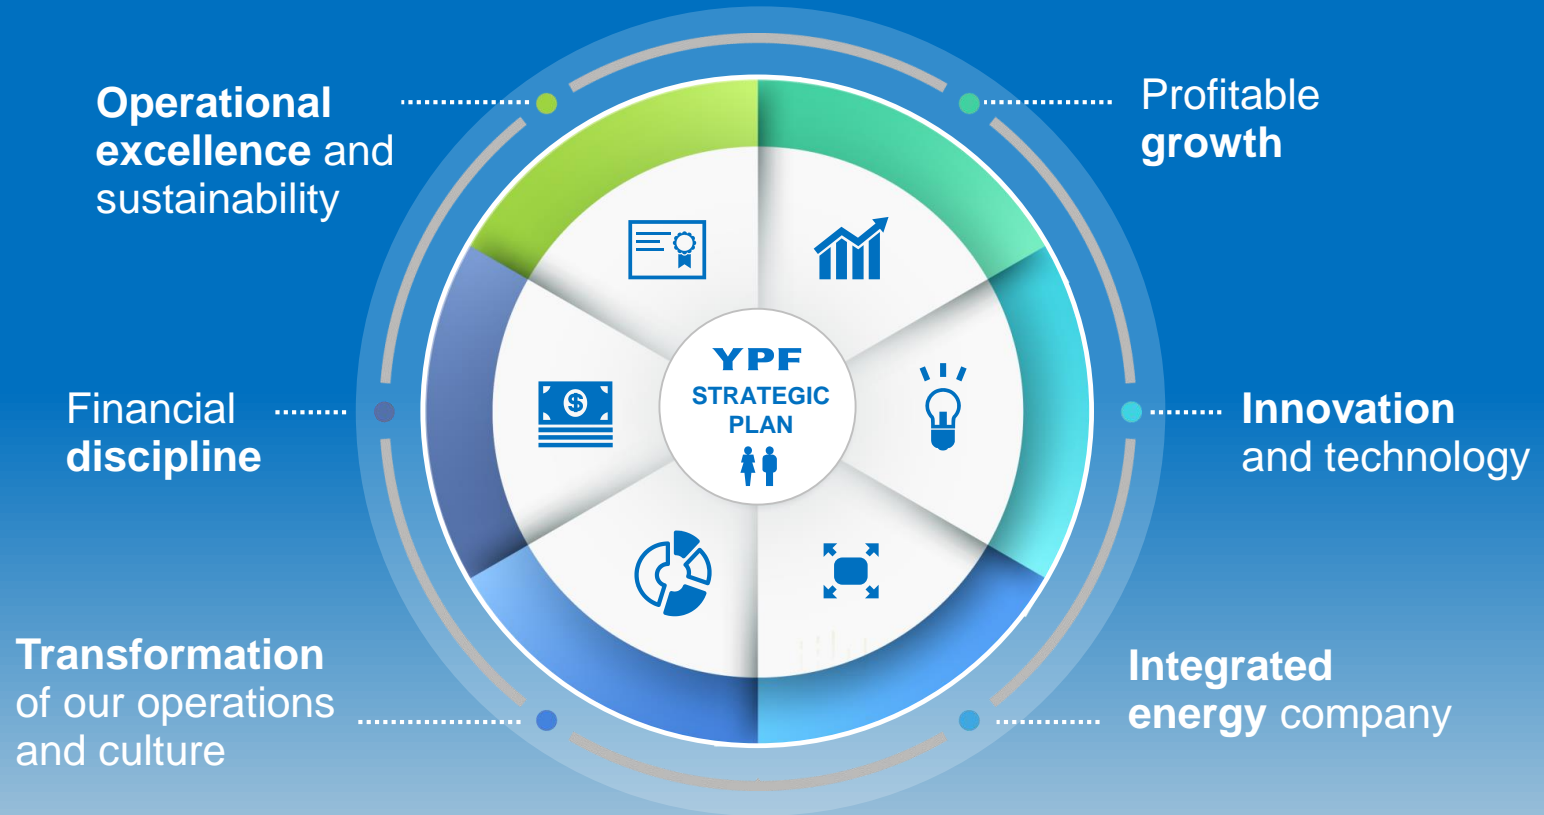 Operational
excellence and
sustainability
Profitable
growth
YPF
STRATEGIC
PLAN
$
Financial
discipline
Innovation
and technology
Transformation
of our operations
and culture
Integrated
energy company